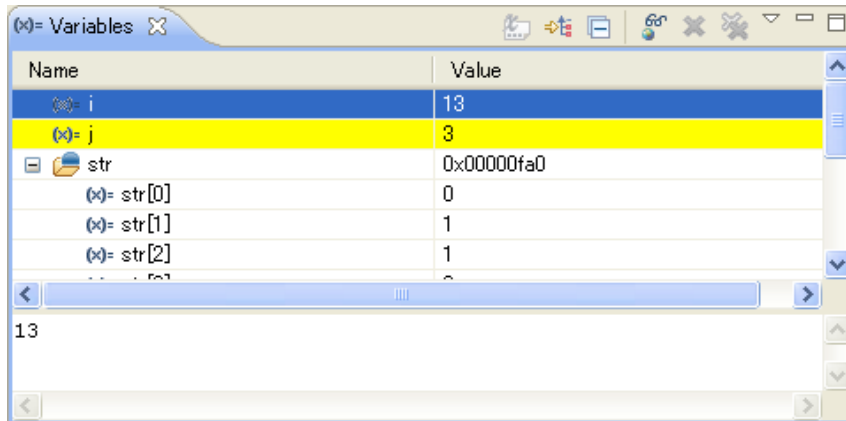 (x)= Variables
Name Value
(x)= i 13
(x)= j 3
str 0x00000fa0
(x)= str[0] 0
(x)= str[1] 1
(x)= str[2] 1
13